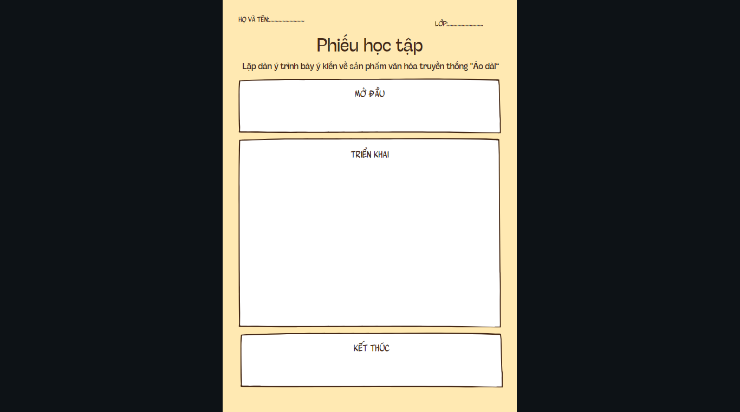 HỌ VÀ TÊN:
LỚP
Phiếu học tập
Lập dàn ý trình bày ý kiến về sản phẩm văn hóa truyền thống "Áo dài"
MỞ ĐẦU
TRIỂN KHAI
KẾT THÚC